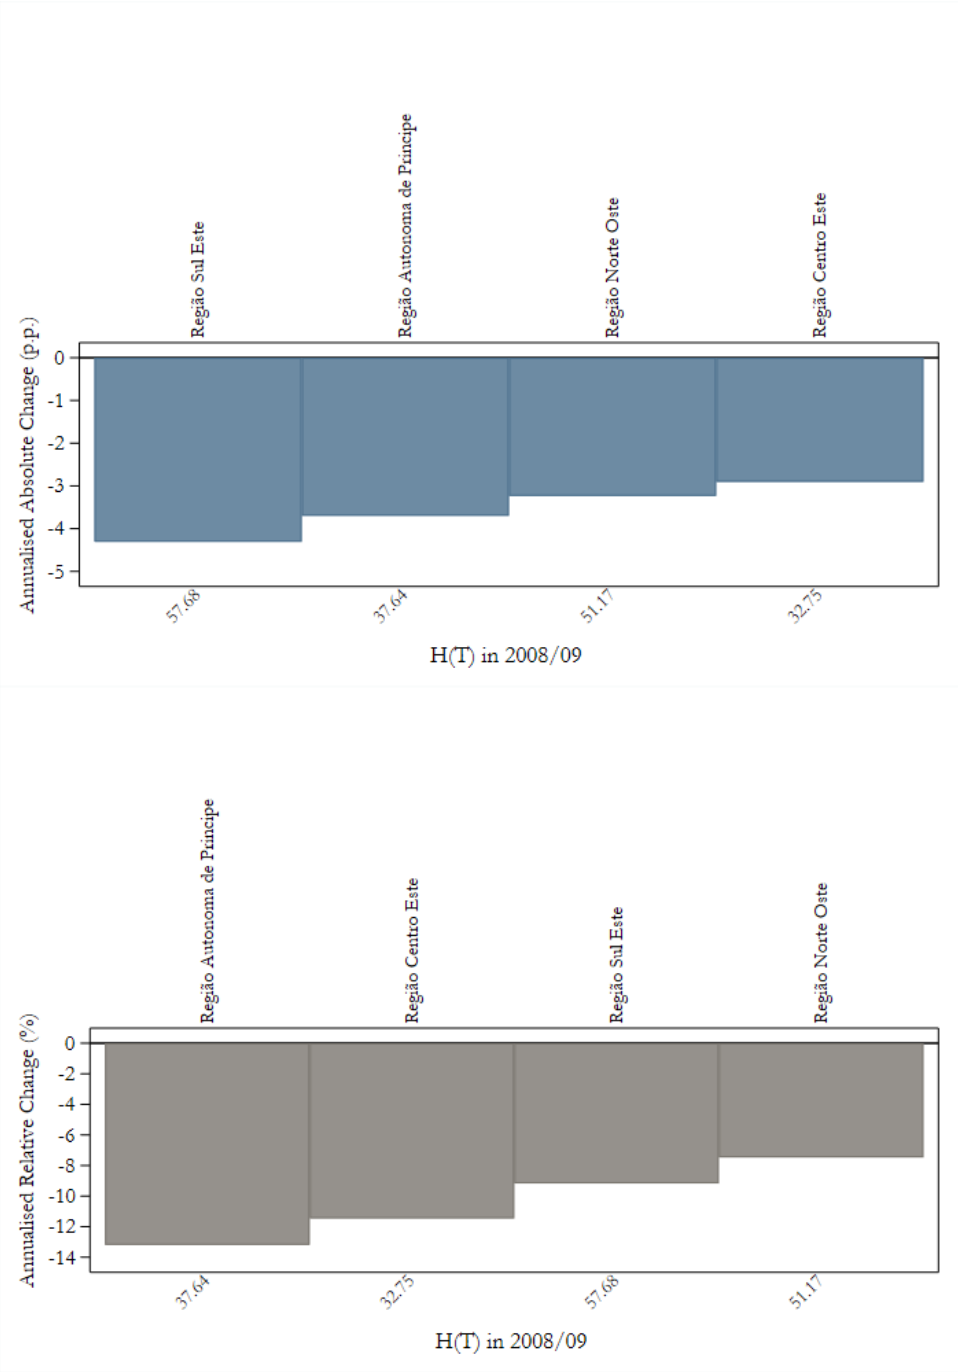 Região Sul Este
Região Autonoma de Principe
Região Norte Oste
Região Centro Este
Annualised Absolute Change (p.p.)
0
-1
-2
-3
-4
-5
57.68
37.64
51.17
32.75
H(T) in 2008/09
Região Autonoma de Principe
Região Centro Este
Região Sul Este
Região Norte Oste
Annualised Relative Change (%)
0
-2
-4
-6
-8
-10
-12
-14
37.64
32.75
57.68
51.17
H(T) in 2008/09